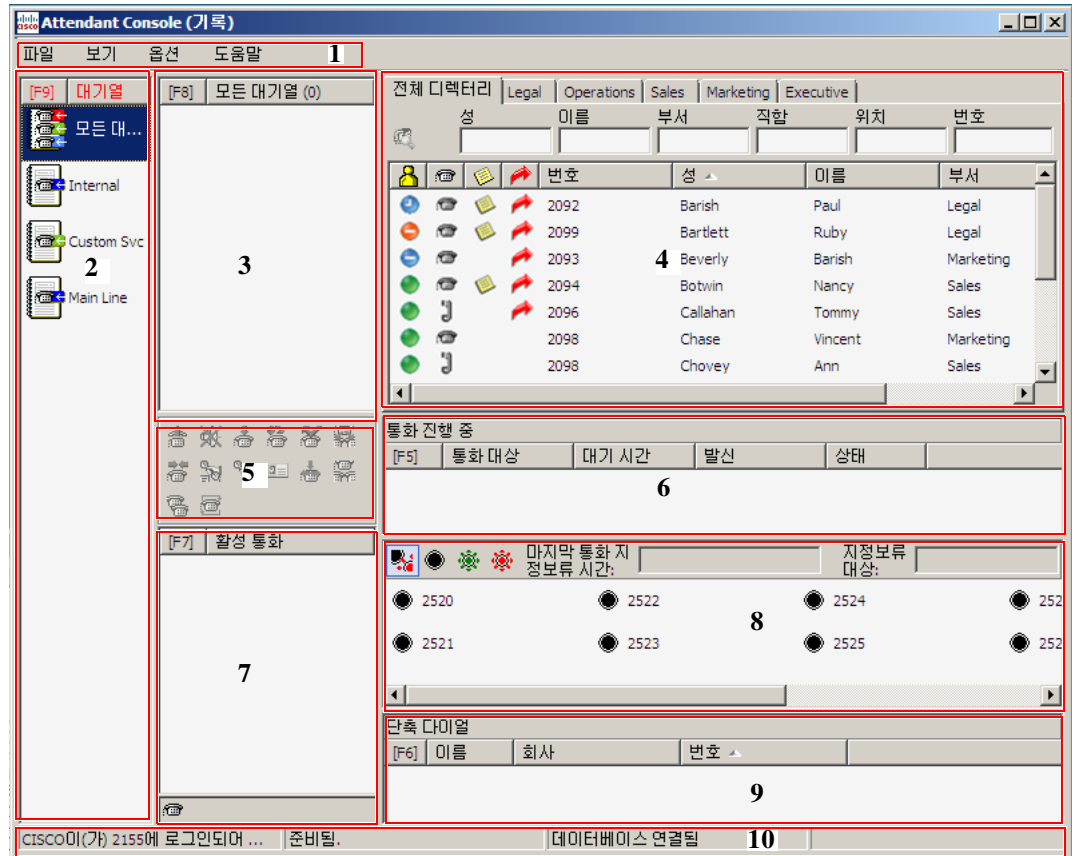 cisco Attendant Console (기록)
파일 보기 옵션 도움말 1
[F9] 대기열
모든 대...
Internal
Custom Svc
2
Main Line
[F8] 모든 대기열 (0)
3
전체 디렉터리 Legal Operations Sales Marketing Executive
성 이름 부서 직함 위치 번호
번호 성 이름 부서
2092 Barish Paul Legal
2099 Bartlett Ruby Legal
2093 Beverly Barish Marketing
4
2094 Botwin Nancy Sales
2096 Callahan Tommy Sales
2098 Chase Vincent Marketing
2098 Chovey Ann Sales
5
통화 진행 중
[F5] 통화 대상 대기 시간 발신 상태
6
[F7] 활성 통화
7
마지막 통화 지
정보류 시간:
지정보류
대상:
2520 2522 2524 252
8
2521 2523 2525 252
단축 다이얼
[F6] 이름 회사 번호
9
CISCO이(가) 2155에 로그인되어 ... 준비됨. 데이터베이스 연결됨 10